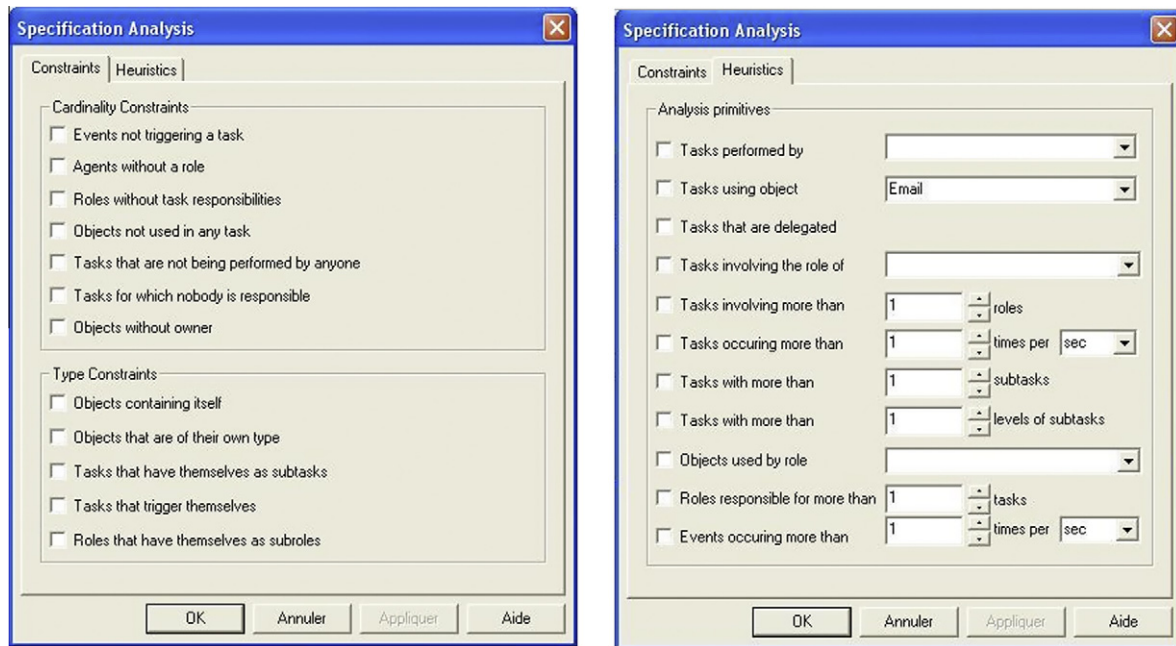 Specification Analysis
Constraints Heuristics
Cardinality Constraints
Events not triggering a task
Agents without a role
Roles without task responsibilities
Objects not used in any task
Tasks that are not being performed by anyone
Tasks for which nobody is responsible
Objects without owner
Type Constraints
Objects containing itself
Objects that are of their own type
Tasks that have themselves as subtasks
Tasks that trigger themselves
Roles that have themselves as subroles
OK Annuler Appliquer Aide
Specification Analysis
Constraints Heuristics
Analysis primitives
Tasks performed by
Tasks using object Email
Tasks that are delegated
Tasks involving the role of
Tasks involving more than 1 roles
Tasks occuring more than 1 times per sec
Tasks with more than 1 subtasks
Tasks with more than 1 levels of subtasks
Objects used by role
Roles responsible for more than 1 tasks
Events occuring more than 1 times per sec
OK Annuler Appliquer Aide